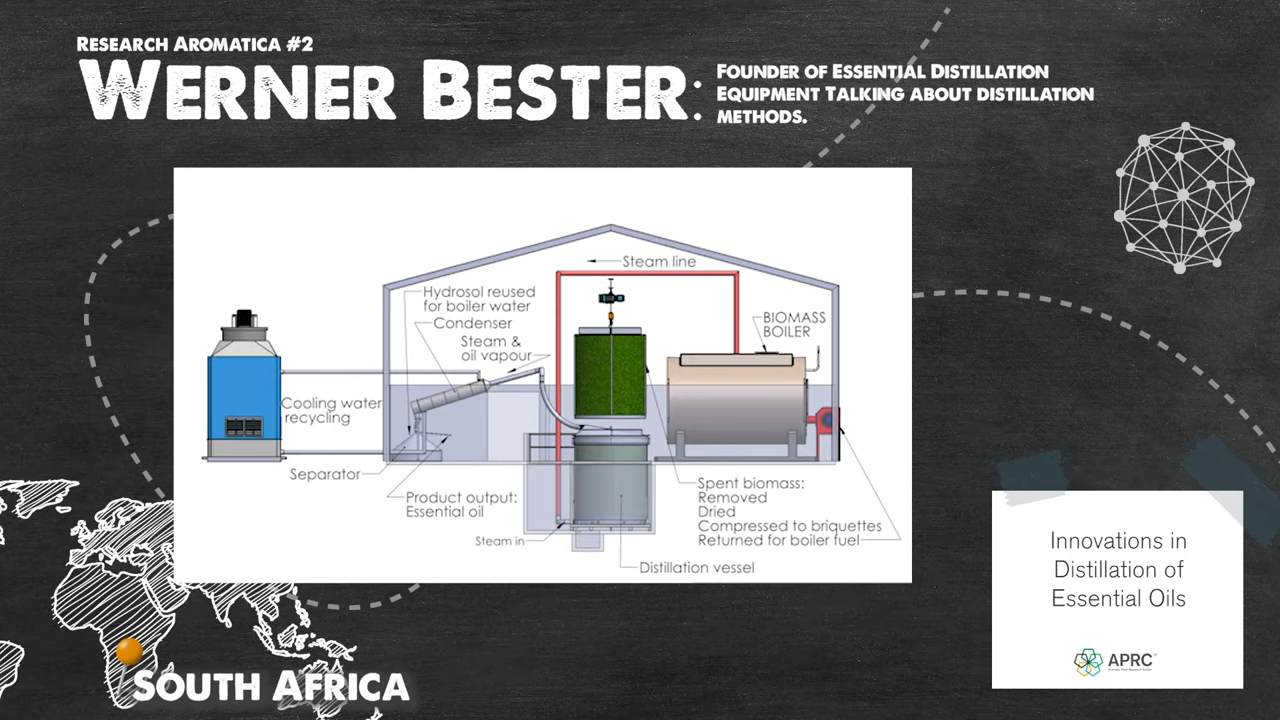 RESEARCH AROMATICA #2
WERNER BESTER:
FOUNDER OF ESSENTIAL DISTILLATION
EQUIPMENT TALKING ABOUT DISTILLATION
METHODS.
Steam line
Hydrosol reused
for boiler water
Condenser
Steam &
oil vapour
BIOMASS
BOILER
Cooling water
recycling
Separator
Product output:
Essential oil
Steam in
Spent biomass:
Removed
Dried
Compressed to briquettes
Returned for boiler fuel
Distillation vessel
Innovations in
Distillation of
Essential Oils
APRC
SOUTH AFRICA